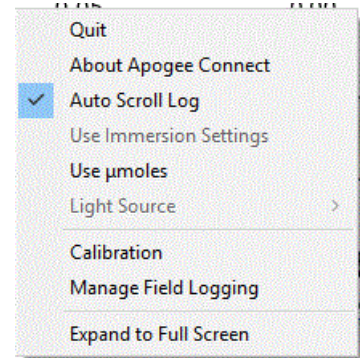 Quit
About Apogee Connect
Auto Scroll Log
Use Immersion Settings
Use µmoles
Light Source
Calibration
Manage Field Logging
Expand to Full Screen